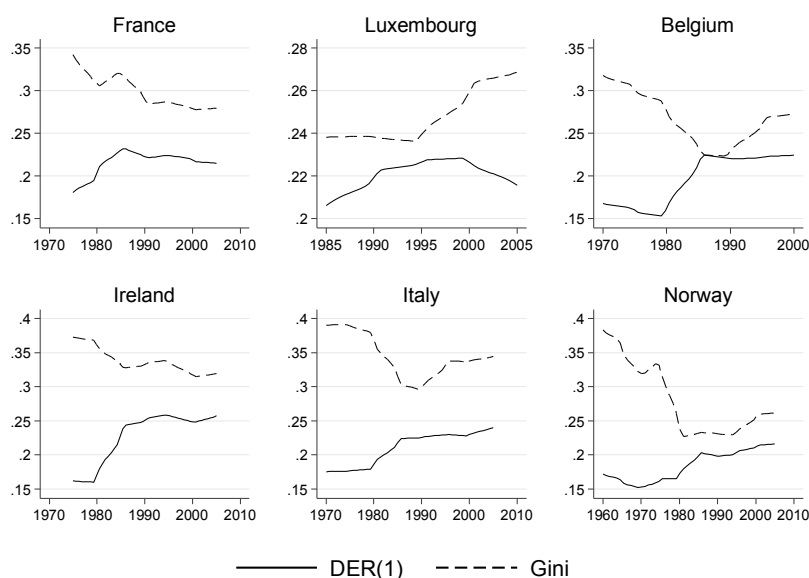 France
.35
.3
.25
.2
.15
1970 1980 1990 2000 2010
Luxembourg
.28
.26
.24
.22
.2
1985 1990 1995 2000 2005
Belgium
.35
.3
.25
.2
.15
1970 1980 1990 2000
Ireland
.4
.35
.3
.25
.2
.15
1970 1980 1990 2000 2010
Italy
.4
.35
.3
.25
.2
.15
1970 1980 1990 2000 2010
Norway
.4
.35
.3
.25
.2
.15
1960 1970 1980 1990 2000 2010
DER(1) Gini